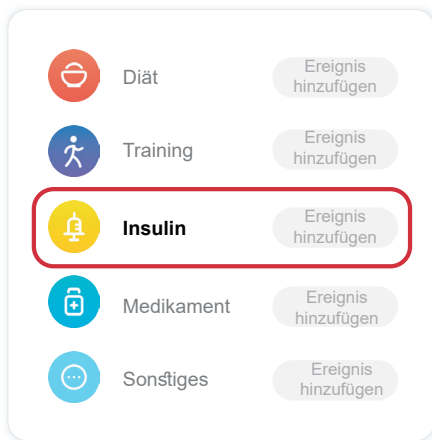 Diät
Ereignis
hinzufügen
Training
Ereignis
hinzufügen
Insulin
Ereignis
hinzufügen
Medikament
Ereignis
hinzufügen
Sonstiges
Ereignis
hinzufügen